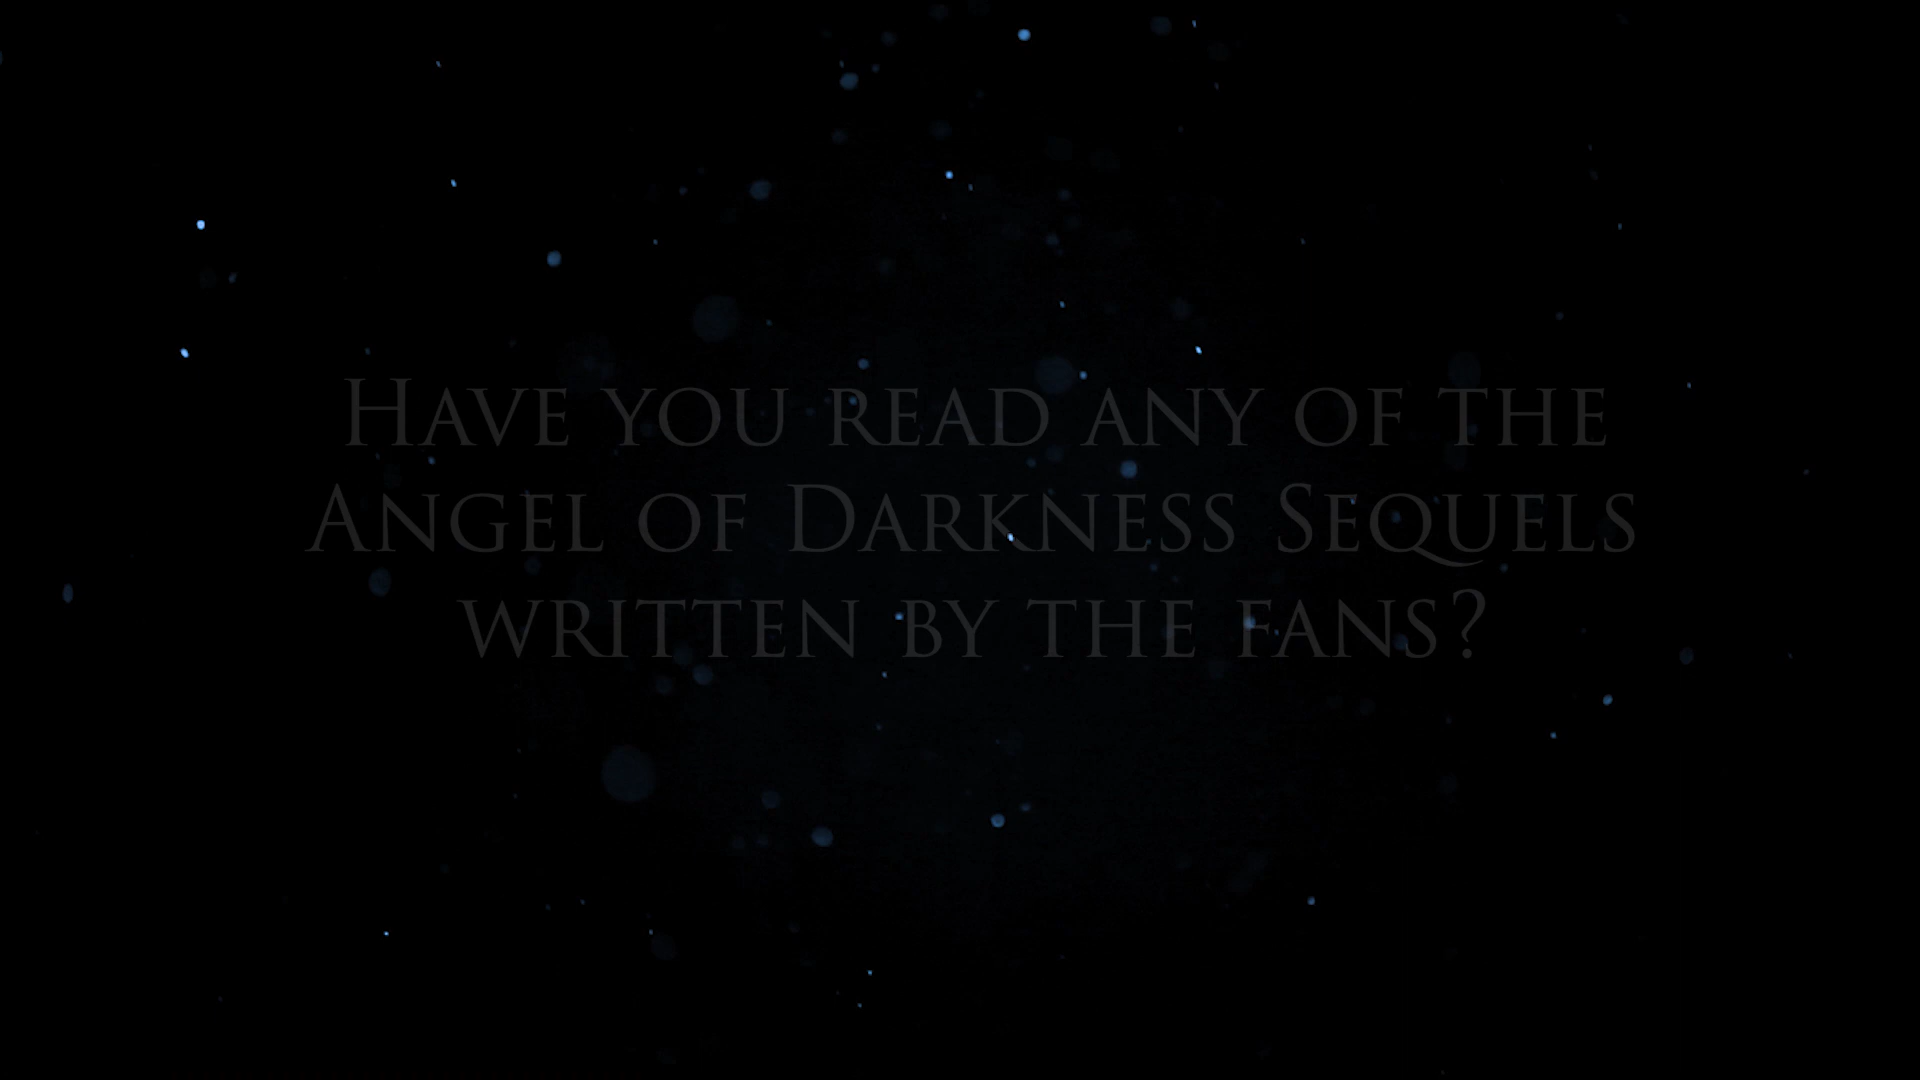 Have you read any of the
Angel of Darkness Sequels
written by the fans?